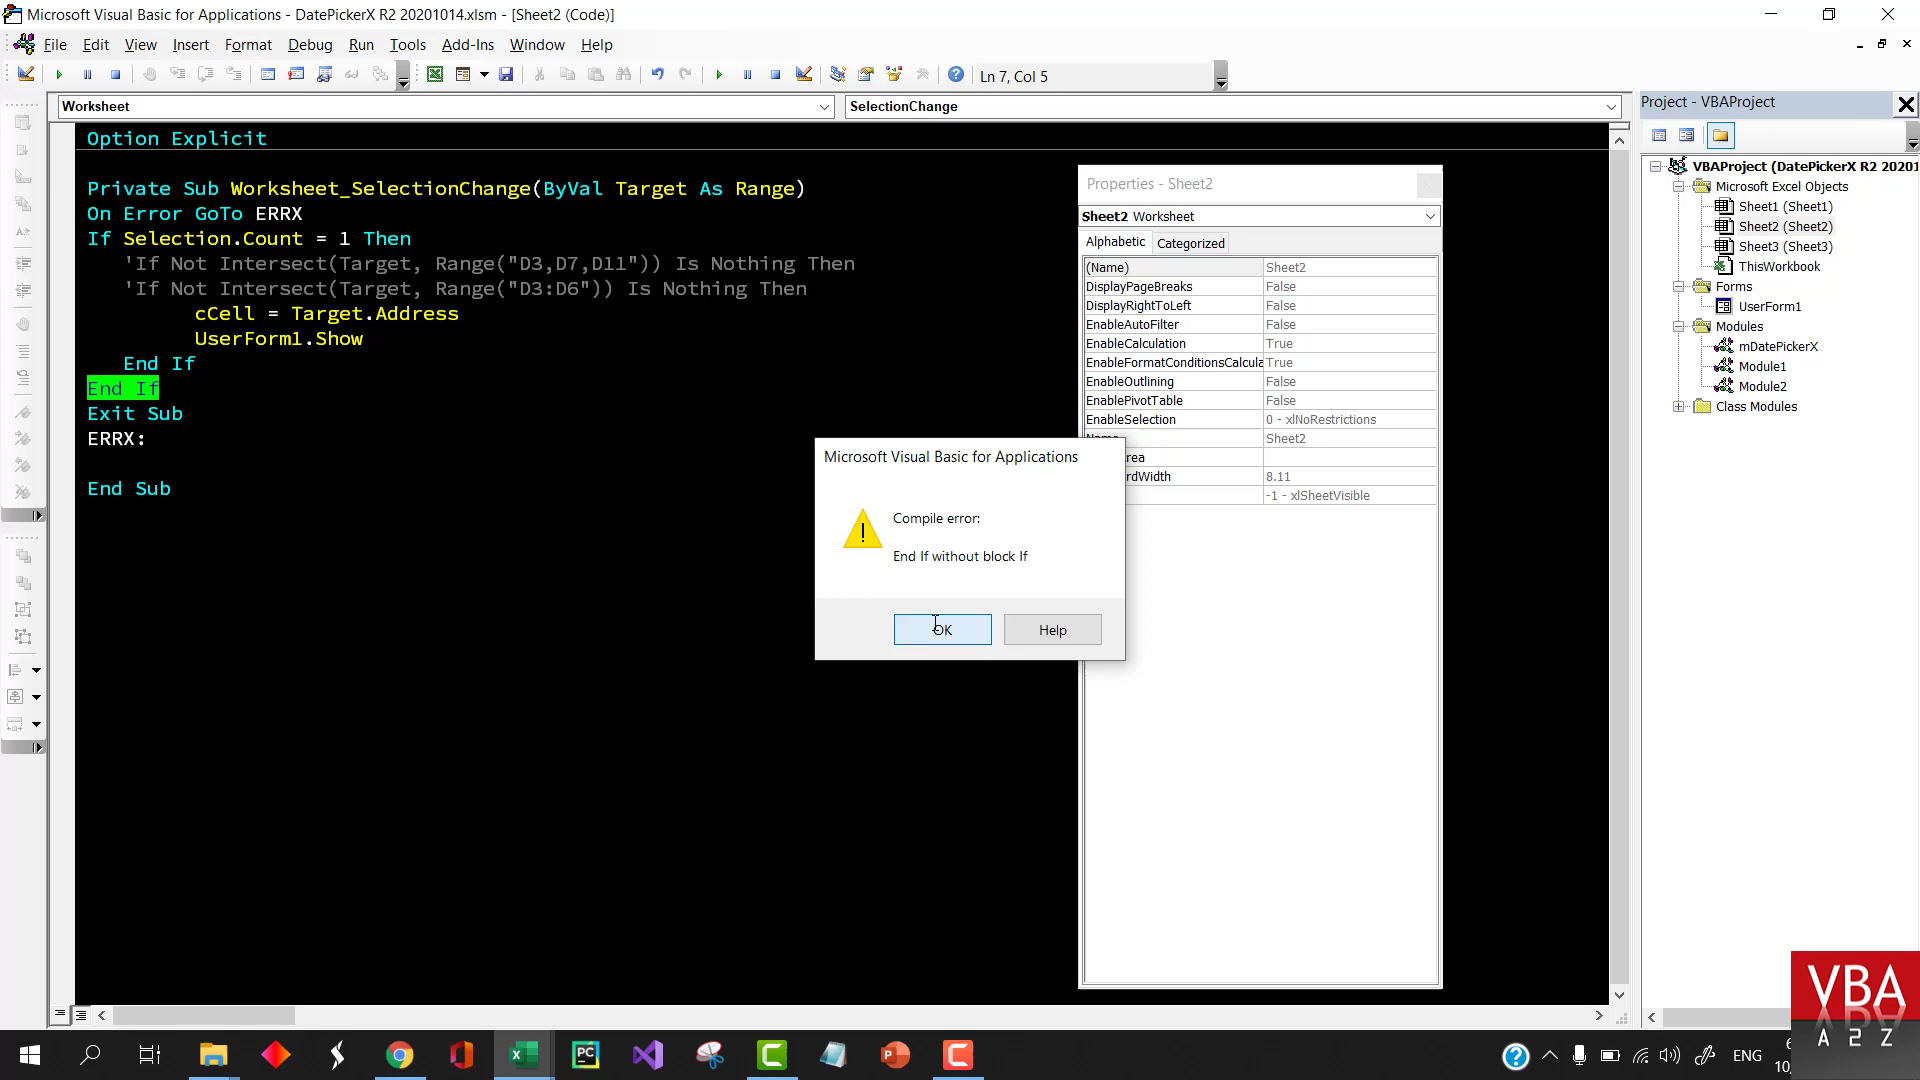 Microsoft Visual Basic for Applications - DatePickerX R2 20201014.xlsm - [Sheet2 (Code)]
File Edit View Insert Format Debug Run Tools Add-Ins Window Help
Ln 7, Col 5
Worksheet
SelectionChange
Option Explicit
Private Sub Worksheet_SelectionChange(ByVal Target As Range)
On Error GoTo ERRX
If Selection.Count = 1 Then
'If Not Intersect(Target, Range("D3,D7,D11")) Is Nothing Then
'If Not Intersect(Target, Range("D3:D6")) Is Nothing Then
cCell = Target.Address
UserForm1.Show
End If
End If
Exit Sub
ERRX:
End Sub
Properties - Sheet2
Sheet2 Worksheet
Alphabetic Categorized
(Name) Sheet2
DisplayPageBreaks False
DisplayRightToLeft False
EnableAutoFilter False
EnableCalculation True
EnableFormatConditionsCalcula True
EnableOutlining False
EnablePivotTable False
EnableSelection 0 - xlNoRestrictions
Name Sheet2
rea
rdWidth 8.11
-1 - xlSheetVisible
Microsoft Visual Basic for Applications
Compile error:
End If without block If
OK Help
Project - VBAProject
VBAProject (DatePickerX R2 20201
Microsoft Excel Objects
Sheet1 (Sheet1)
Sheet2 (Sheet2)
Sheet3 (Sheet3)
ThisWorkbook
Forms
UserForm1
Modules
mDatePickerX
Module1
Module2
Class Modules
VBA
A 2 Z
ENG
6
10,